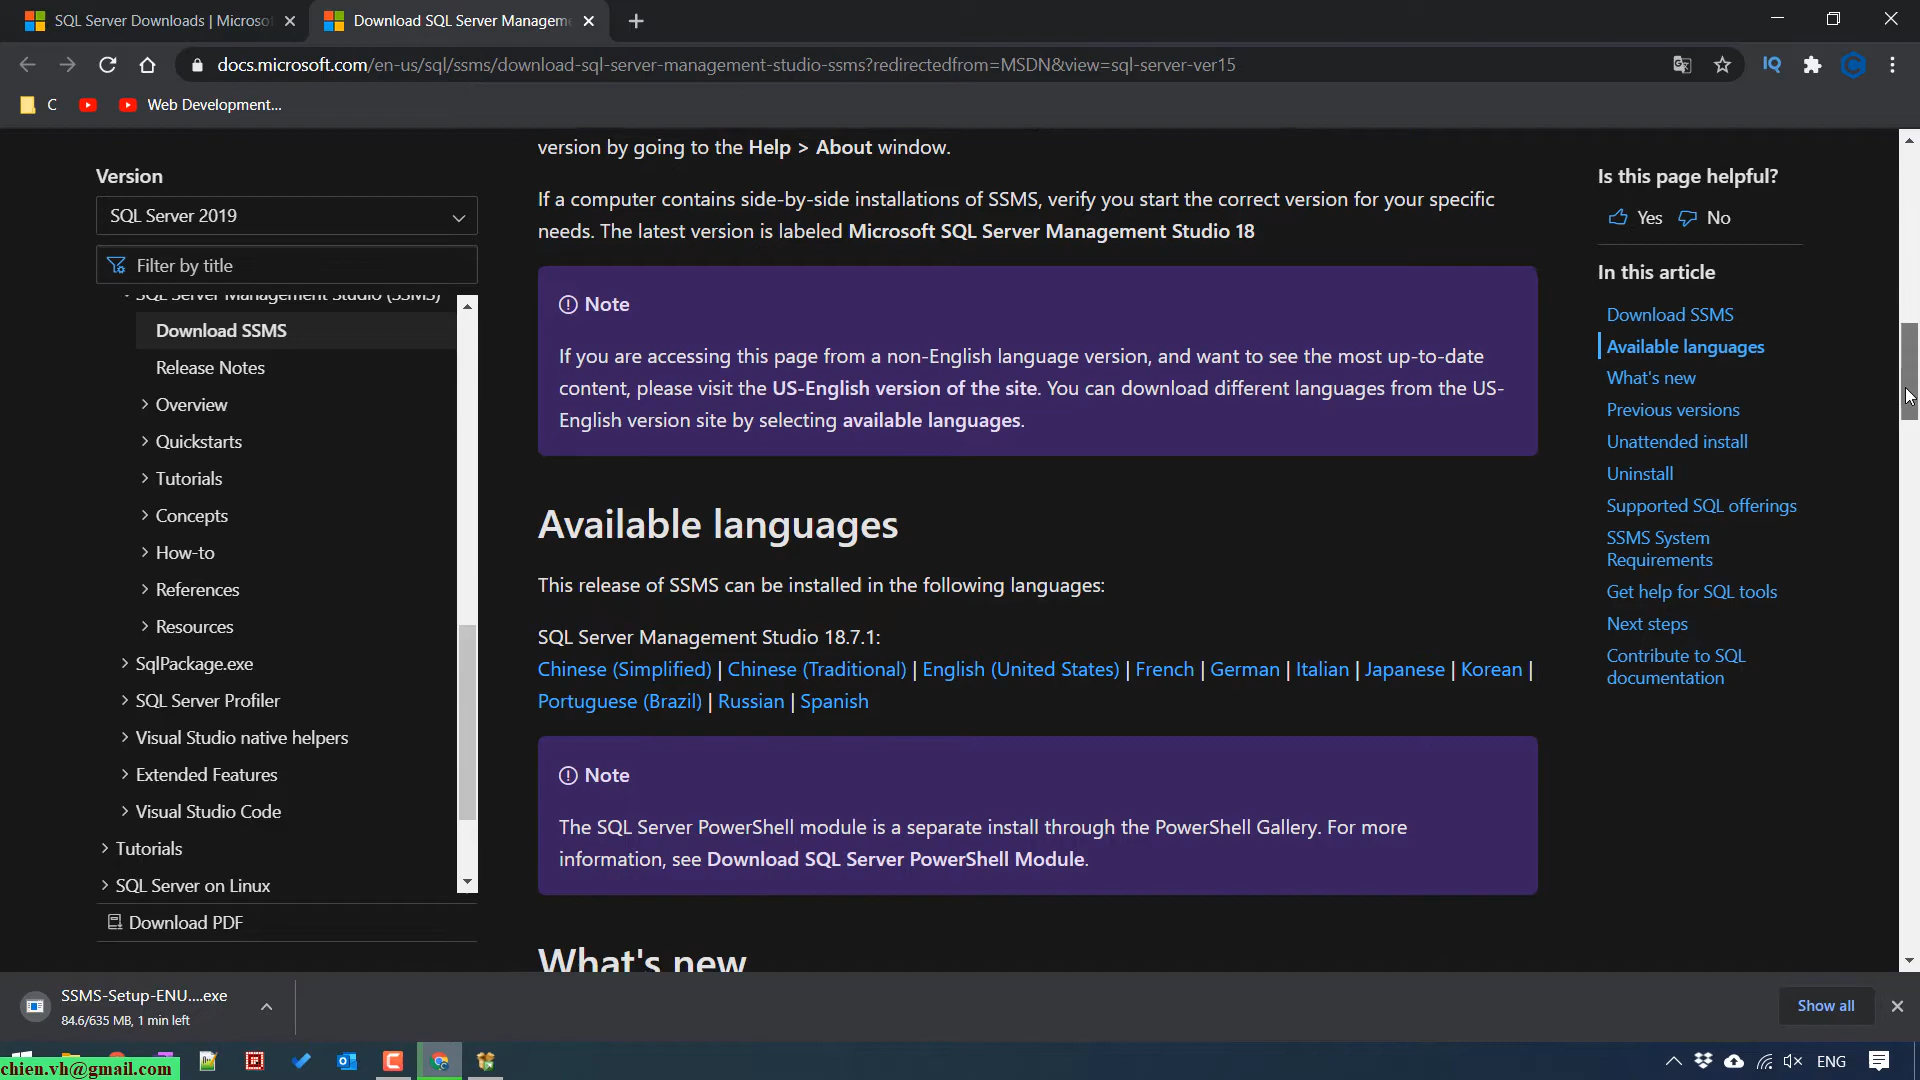 SQL Server Downloads | Microso
Download SQL Server Managem
docs.microsoft.com/en-us/sql/ssms/download-sql-server-management-studio-ssms?redirectedfrom=MSDN&view=sql-server-ver15
IQ
C
Web Development...
Version
SQL Server 2019
Filter by title
SQL Server Management Studio (SSMS)
Download SSMS
Release Notes
Overview
Quickstarts
Tutorials
Concepts
How-to
References
Resources
SqlPackage.exe
SQL Server Profiler
Visual Studio native helpers
Extended Features
Visual Studio Code
Tutorials
SQL Server on Linux
Download PDF
version by going to the Help > About window.
If a computer contains side-by-side installations of SSMS, verify you start the correct version for your specific
needs. The latest version is labeled Microsoft SQL Server Management Studio 18
Note
If you are accessing this page from a non-English language version, and want to see the most up-to-date
content, please visit the US-English version of the site. You can download different languages from the US-
English version site by selecting available languages.
Available languages
This release of SSMS can be installed in the following languages:
SQL Server Management Studio 18.7.1:
Chinese (Simplified) | Chinese (Traditional) | English (United States) | French | German | Italian | Japanese | Korean |
Portuguese (Brazil) | Russian | Spanish
Note
The SQL Server PowerShell module is a separate install through the PowerShell Gallery. For more
information, see Download SQL Server PowerShell Module.
What's new
Is this page helpful?
Yes No
In this article
Download SSMS
Available languages
What's new
Previous versions
Unattended install
Uninstall
Supported SQL offerings
SSMS System
Requirements
Get help for SQL tools
Next steps
Contribute to SQL
documentation
SSMS-Setup-ENU....exe
84.6/635 MB, 1 min left
Show all
chien.vh@gmail.com
ENG